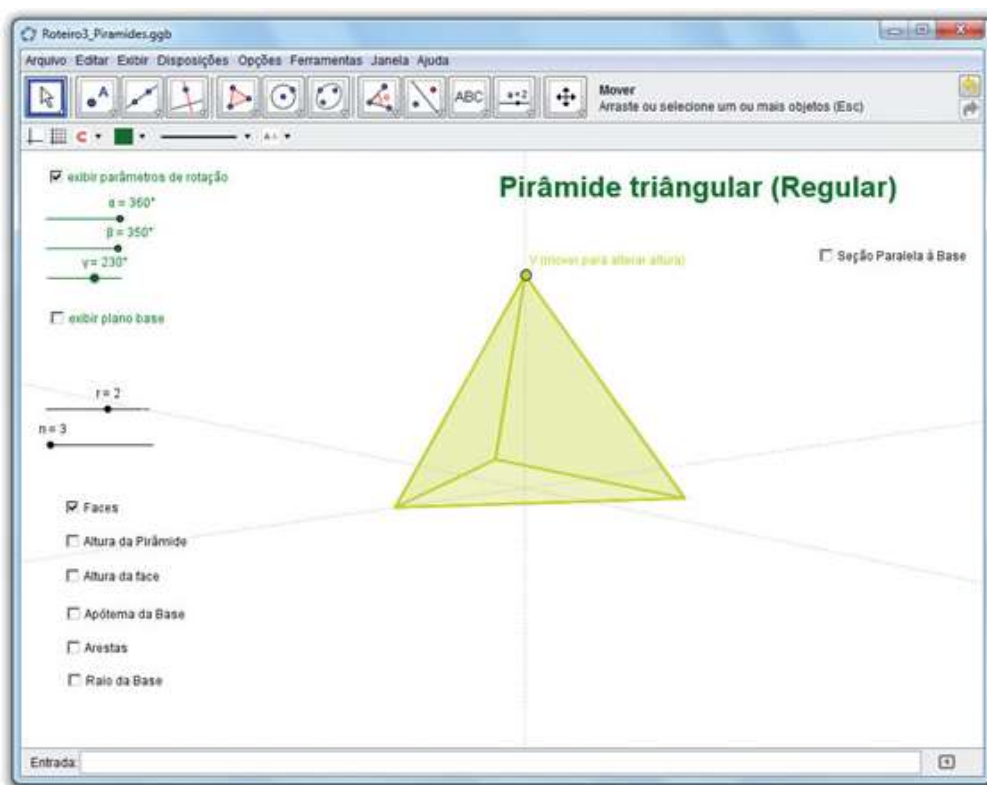 Roteiro3_Piramides.ggb
Arquivo Editar Exibir Disposições Opções Ferramentas Janela Ajuda
A
ABC
a=2
Mover
Arraste ou selecione um ou mais objetos (Esc)
exibir parâmetros de rotação
α = 360°
β = 350°
γ = 230°
exibir plano base
r = 2
n = 3
Faces
Altura da Pirâmide
Altura da face
Apótema da Base
Arestas
Raio da Base
Pirâmide triângular (Regular)
V (mover para alterar altura)
Seção Paralela à Base
Entrada: